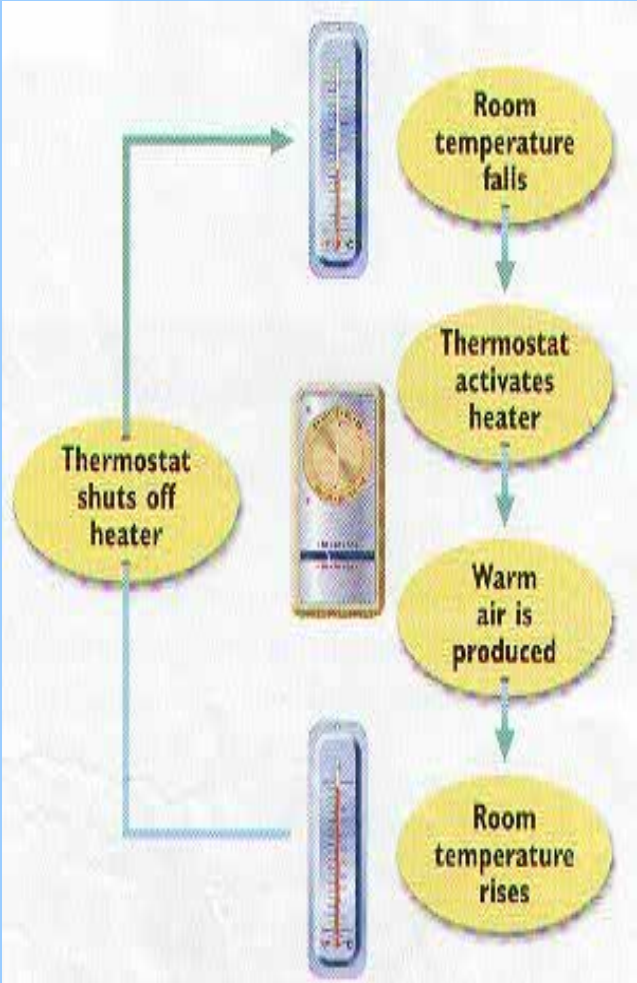 Room
temperature
falls
Thermostat
activates
heater
Thermostat
shuts off
heater
Warm
air is
produced
Room
temperature
rises